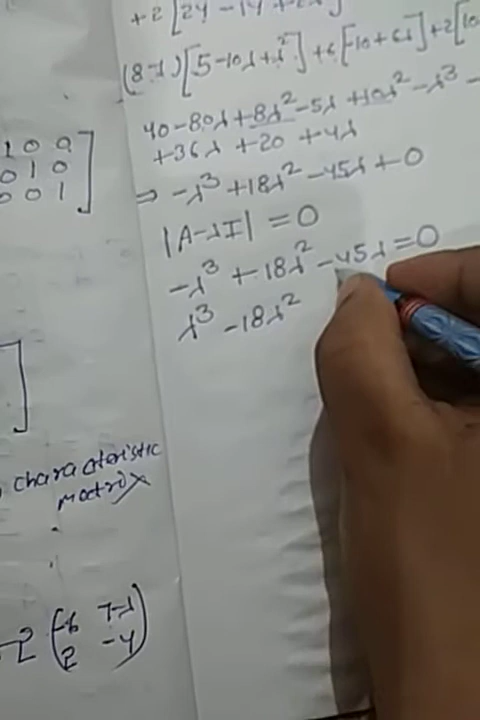 +2[24-14+2λ]
(8-λ)[5-10λ+λ²]+6[-10+6λ]+2[10
40-80λ+8λ²-5λ+10λ²-λ³-
+36λ+20+4λ
⇒ -λ³+18λ²-45λ+0
|A-λI|=0
-λ³+18λ²-45λ=0
λ³-18λ²
1 0 0
0 1 0
0 0 1
]
characteristic
matrix
-2 (-6 7-λ
2 -4)